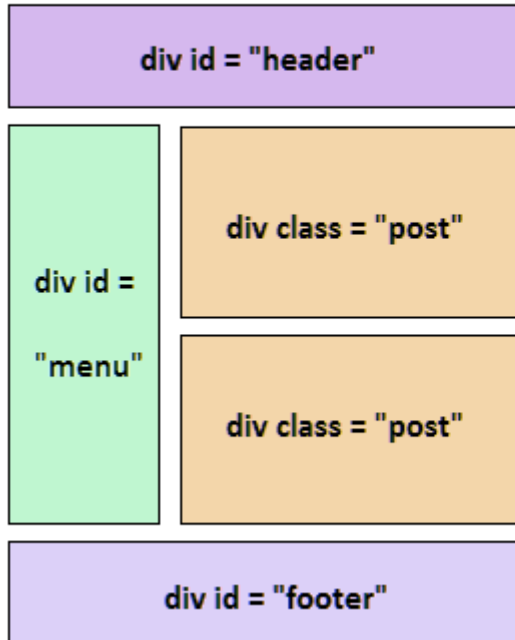 div id = "header"
div id =
"menu"
div class = "post"
div class = "post"
div id = "footer"